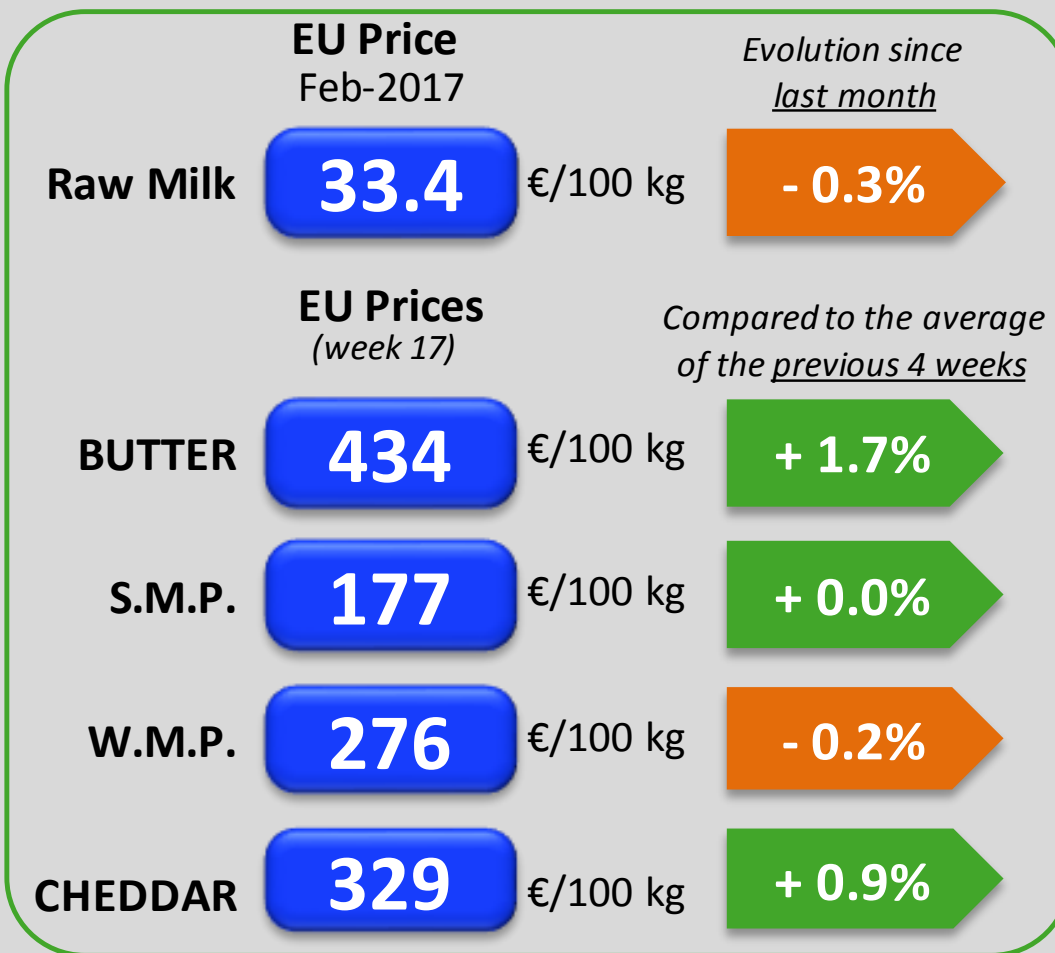 EU Price
Feb-2017
Evolution since
last month
Raw Milk 33.4 €/100 kg - 0.3%
EU Prices
(week 17)
Compared to the average
of the previous 4 weeks
BUTTER 434 €/100 kg + 1.7%
S.M.P. 177 €/100 kg + 0.0%
W.M.P. 276 €/100 kg - 0.2%
CHEDDAR 329 €/100 kg + 0.9%